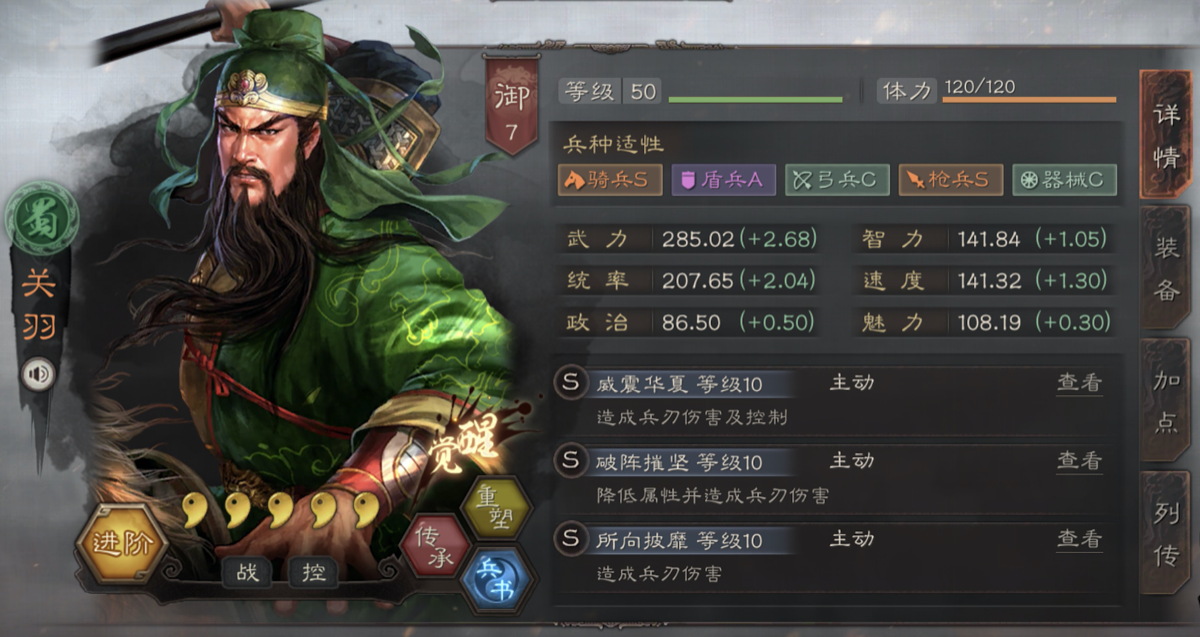 蜀
关羽
御
7
等级 50
体力 120/120
兵种适性
骑兵S 盾兵A 弓兵C 枪兵S 器械C
武力 285.02(+2.68) 智力 141.84 (+1.05)
统率 207.65(+2.04) 速度 141.32 (+1.30)
政治 86.50 (+0.50) 魅力 108.19 (+0.30)
S 威震华夏 等级10 主动 查看
造成兵刃伤害及控制
S 破阵摧坚 等级10 主动 查看
降低属性并造成兵刃伤害
S 所向披靡 等级10 主动 查看
造成兵刃伤害
觉醒
进阶
战 控
传承
重塑
兵书
详情
装备
加点
列传